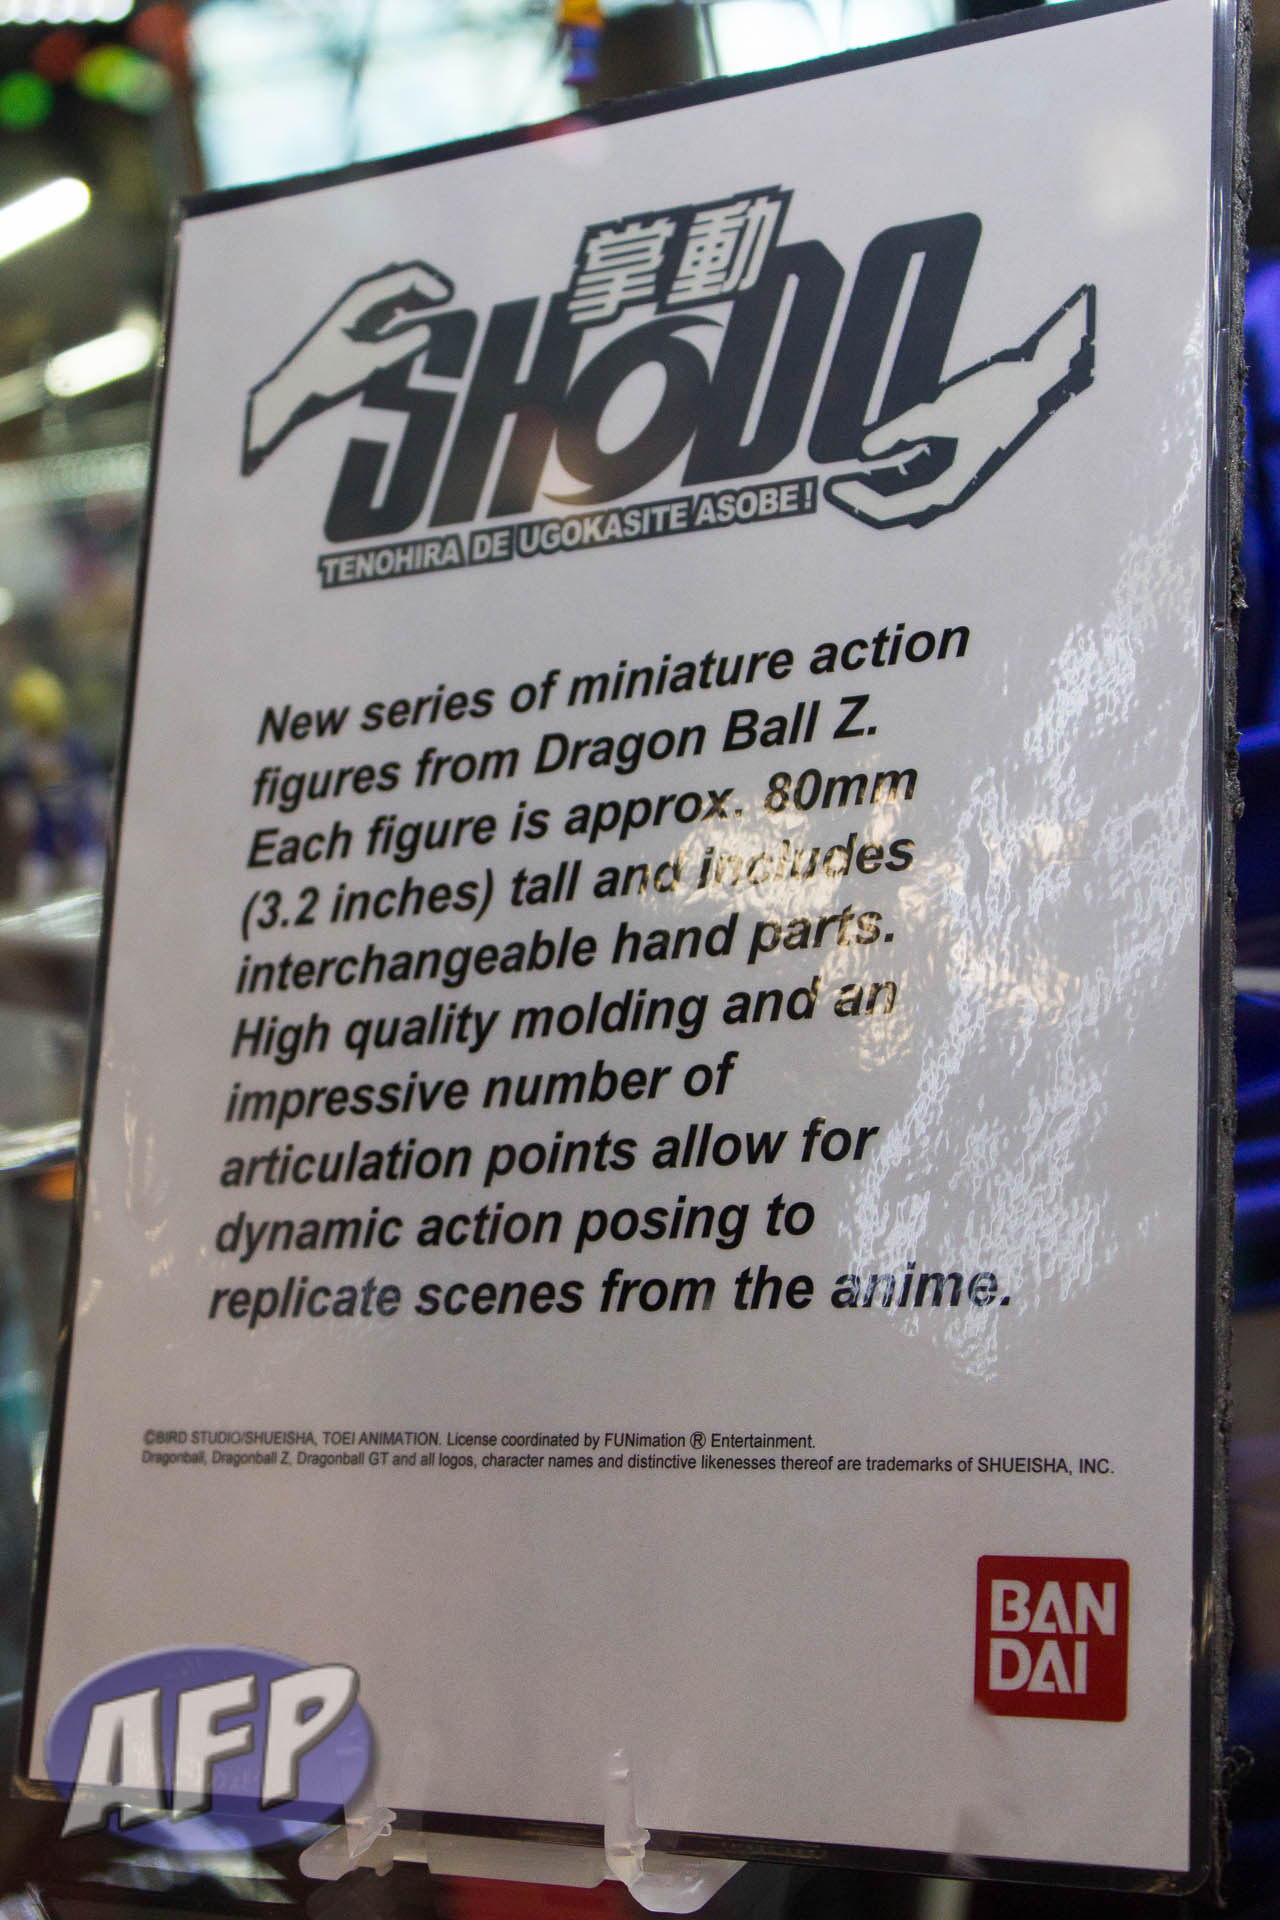 掌動
SHODO
TENOHIRA DE UGOKASITE ASOBE!
New series of miniature action
figures from Dragon Ball Z.
Each figure is approx. 80mm
(3.2 inches) tall and includes
interchangeable hand parts.
High quality molding and an
impressive number of
articulation points allow for
dynamic action posing to
replicate scenes from the anime.
©BIRD STUDIO/SHUEISHA, TOEI ANIMATION. License coordinated by FUNimation ® Entertainment.
Dragonball, Dragonball Z, Dragonball GT and all logos, character names and distinctive likenesses thereof are trademarks of SHUEISHA, INC.
BAN
DAI
AFP